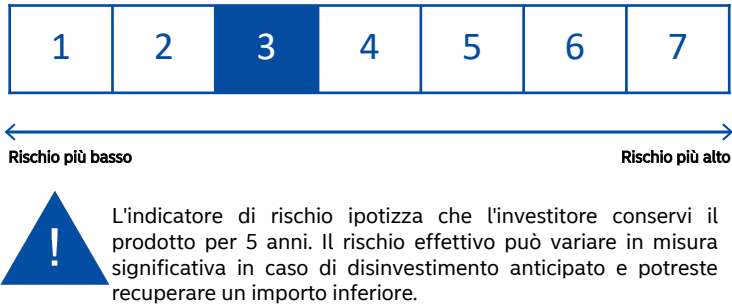 1 2 3 4 5 6 7
Rischio più basso Rischio più alto
!
L'indicatore di rischio ipotizza che l'investitore conservi il
prodotto per 5 anni. Il rischio effettivo può variare in misura
significativa in caso di disinvestimento anticipato e potreste
recuperare un importo inferiore.